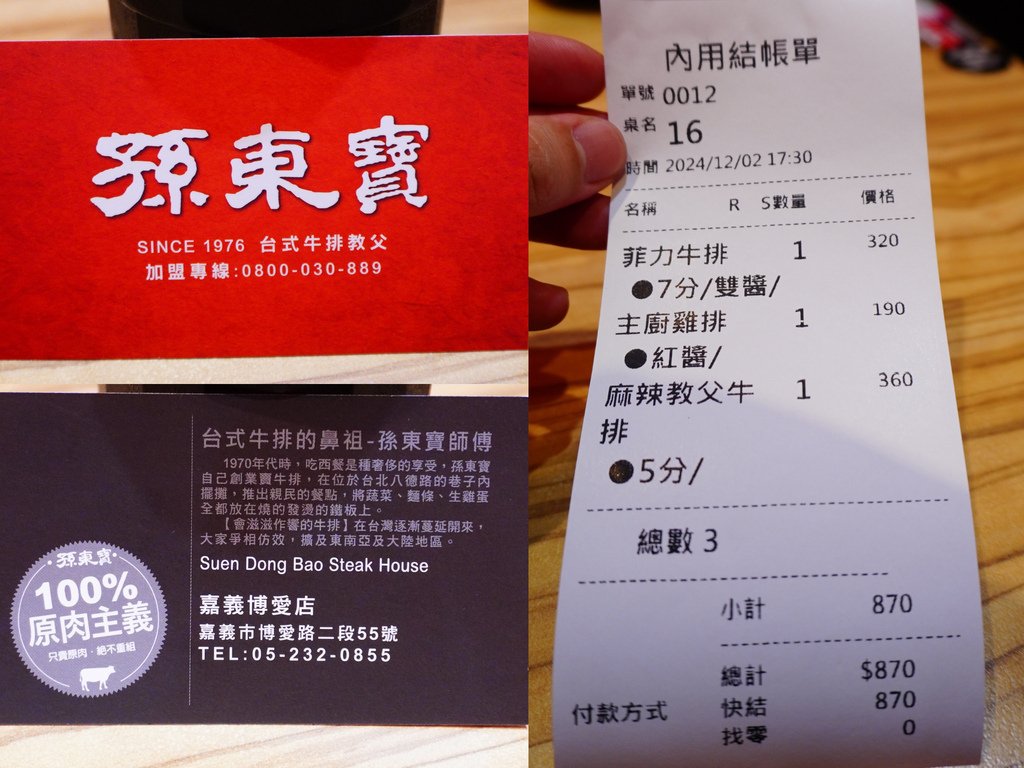 孫東寶
SINCE 1976 台式牛排教父
加盟專線:0800-030-889
台式牛排的鼻祖-孫東寶師傅
1970年代時，吃西餐是種奢侈的享受，孫東寶
自己創業賣牛排，在位於台北八德路的巷子內
擺攤，推出親民的餐點，將蔬菜、麵條、生雞蛋
全都放在燒的發燙的鐵板上。
【會滋滋作響的牛排】在台灣逐漸蔓延開來，
大家爭相仿效，擴及東南亞及大陸地區。
Suen Dong Bao Steak House
嘉義博愛店
嘉義市博愛路二段55號
TEL:05-232-0855
·孫東寶·
100%
原肉主義
只賣原肉·絕不重組
內用結帳單
單號 0012
桌名 16
時間 2024/12/02 17:30
名稱 R S數量 價格
菲力牛排 1 320
●7分/雙醬/
主廚雞排 1 190
●紅醬/
麻辣教父牛 1 360
排
●5分/
總數 3
小計 870
總計 $870
付款方式 快結 870
找零 0